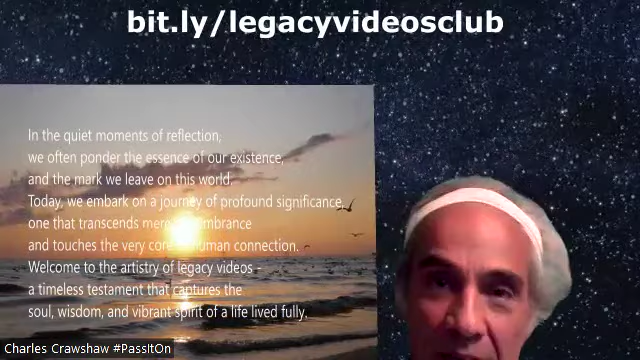 bit.ly/legacyvideosclub
In the quiet moments of reflection,
we often ponder the essence of our existence,
and the mark we leave on this world.
Today, we embark on a journey of profound significance,
one that transcends mere remembrance
and touches the very core of human connection.
Welcome to the artistry of legacy videos -
a timeless testament that captures the
soul, wisdom, and vibrant spirit of a life lived fully.
Charles Crawshaw #PassItOn